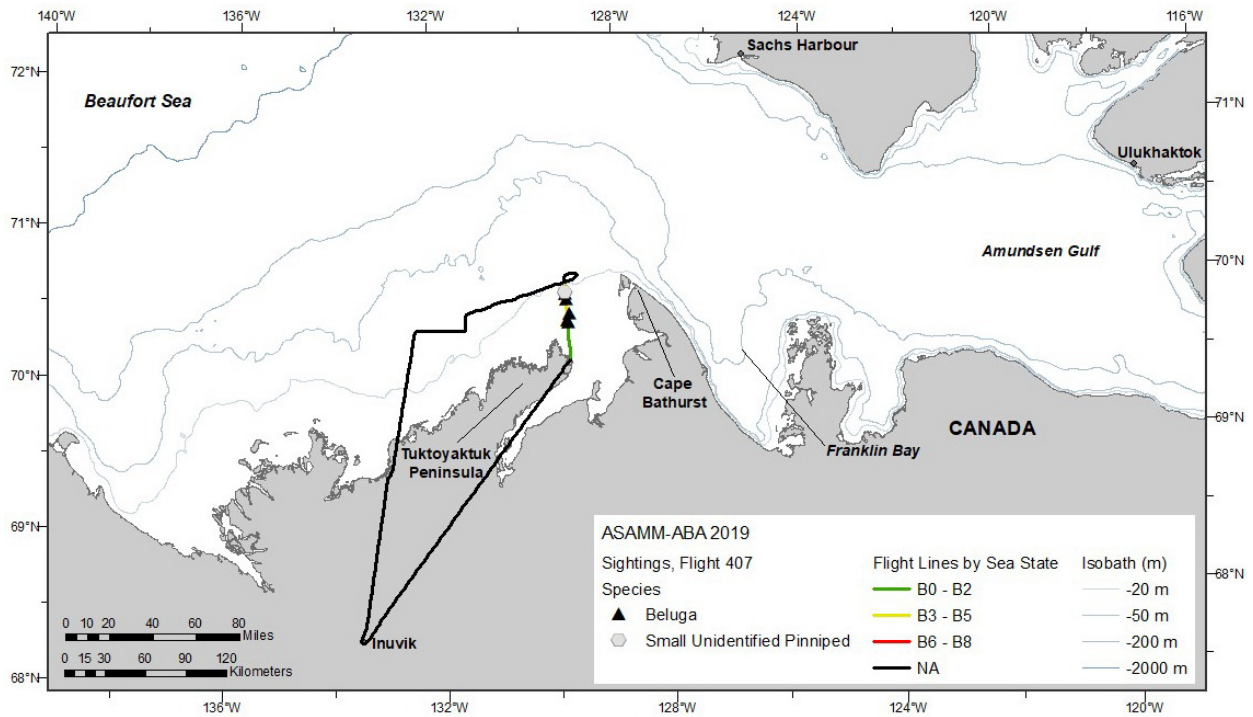 140°W 136°W 132°W 128°W 124°W 120°W 116°W
72°N
Sachs Harbour
Beaufort Sea
71°N
Ulukhaktok
71°N
Amundsen Gulf
70°N
70°N
Cape
Bathurst
69°N
CANADA
Tuktoyaktuk
Peninsula
Franklin Bay
69°N
ASAMM-ABA 2019
Sightings, Flight 407
Species
Beluga
Small Unidentified Pinniped
Flight Lines by Sea State
B0 - B2
B3 - B5
B6 - B8
NA
Isobath (m)
-20 m
-50 m
-200 m
-2000 m
68°N
0 10 20 40 60 80
Miles
Inuvik
0 15 30 60 90 120
Kilometers
68°N
136°W 132°W 128°W 124°W 120°W